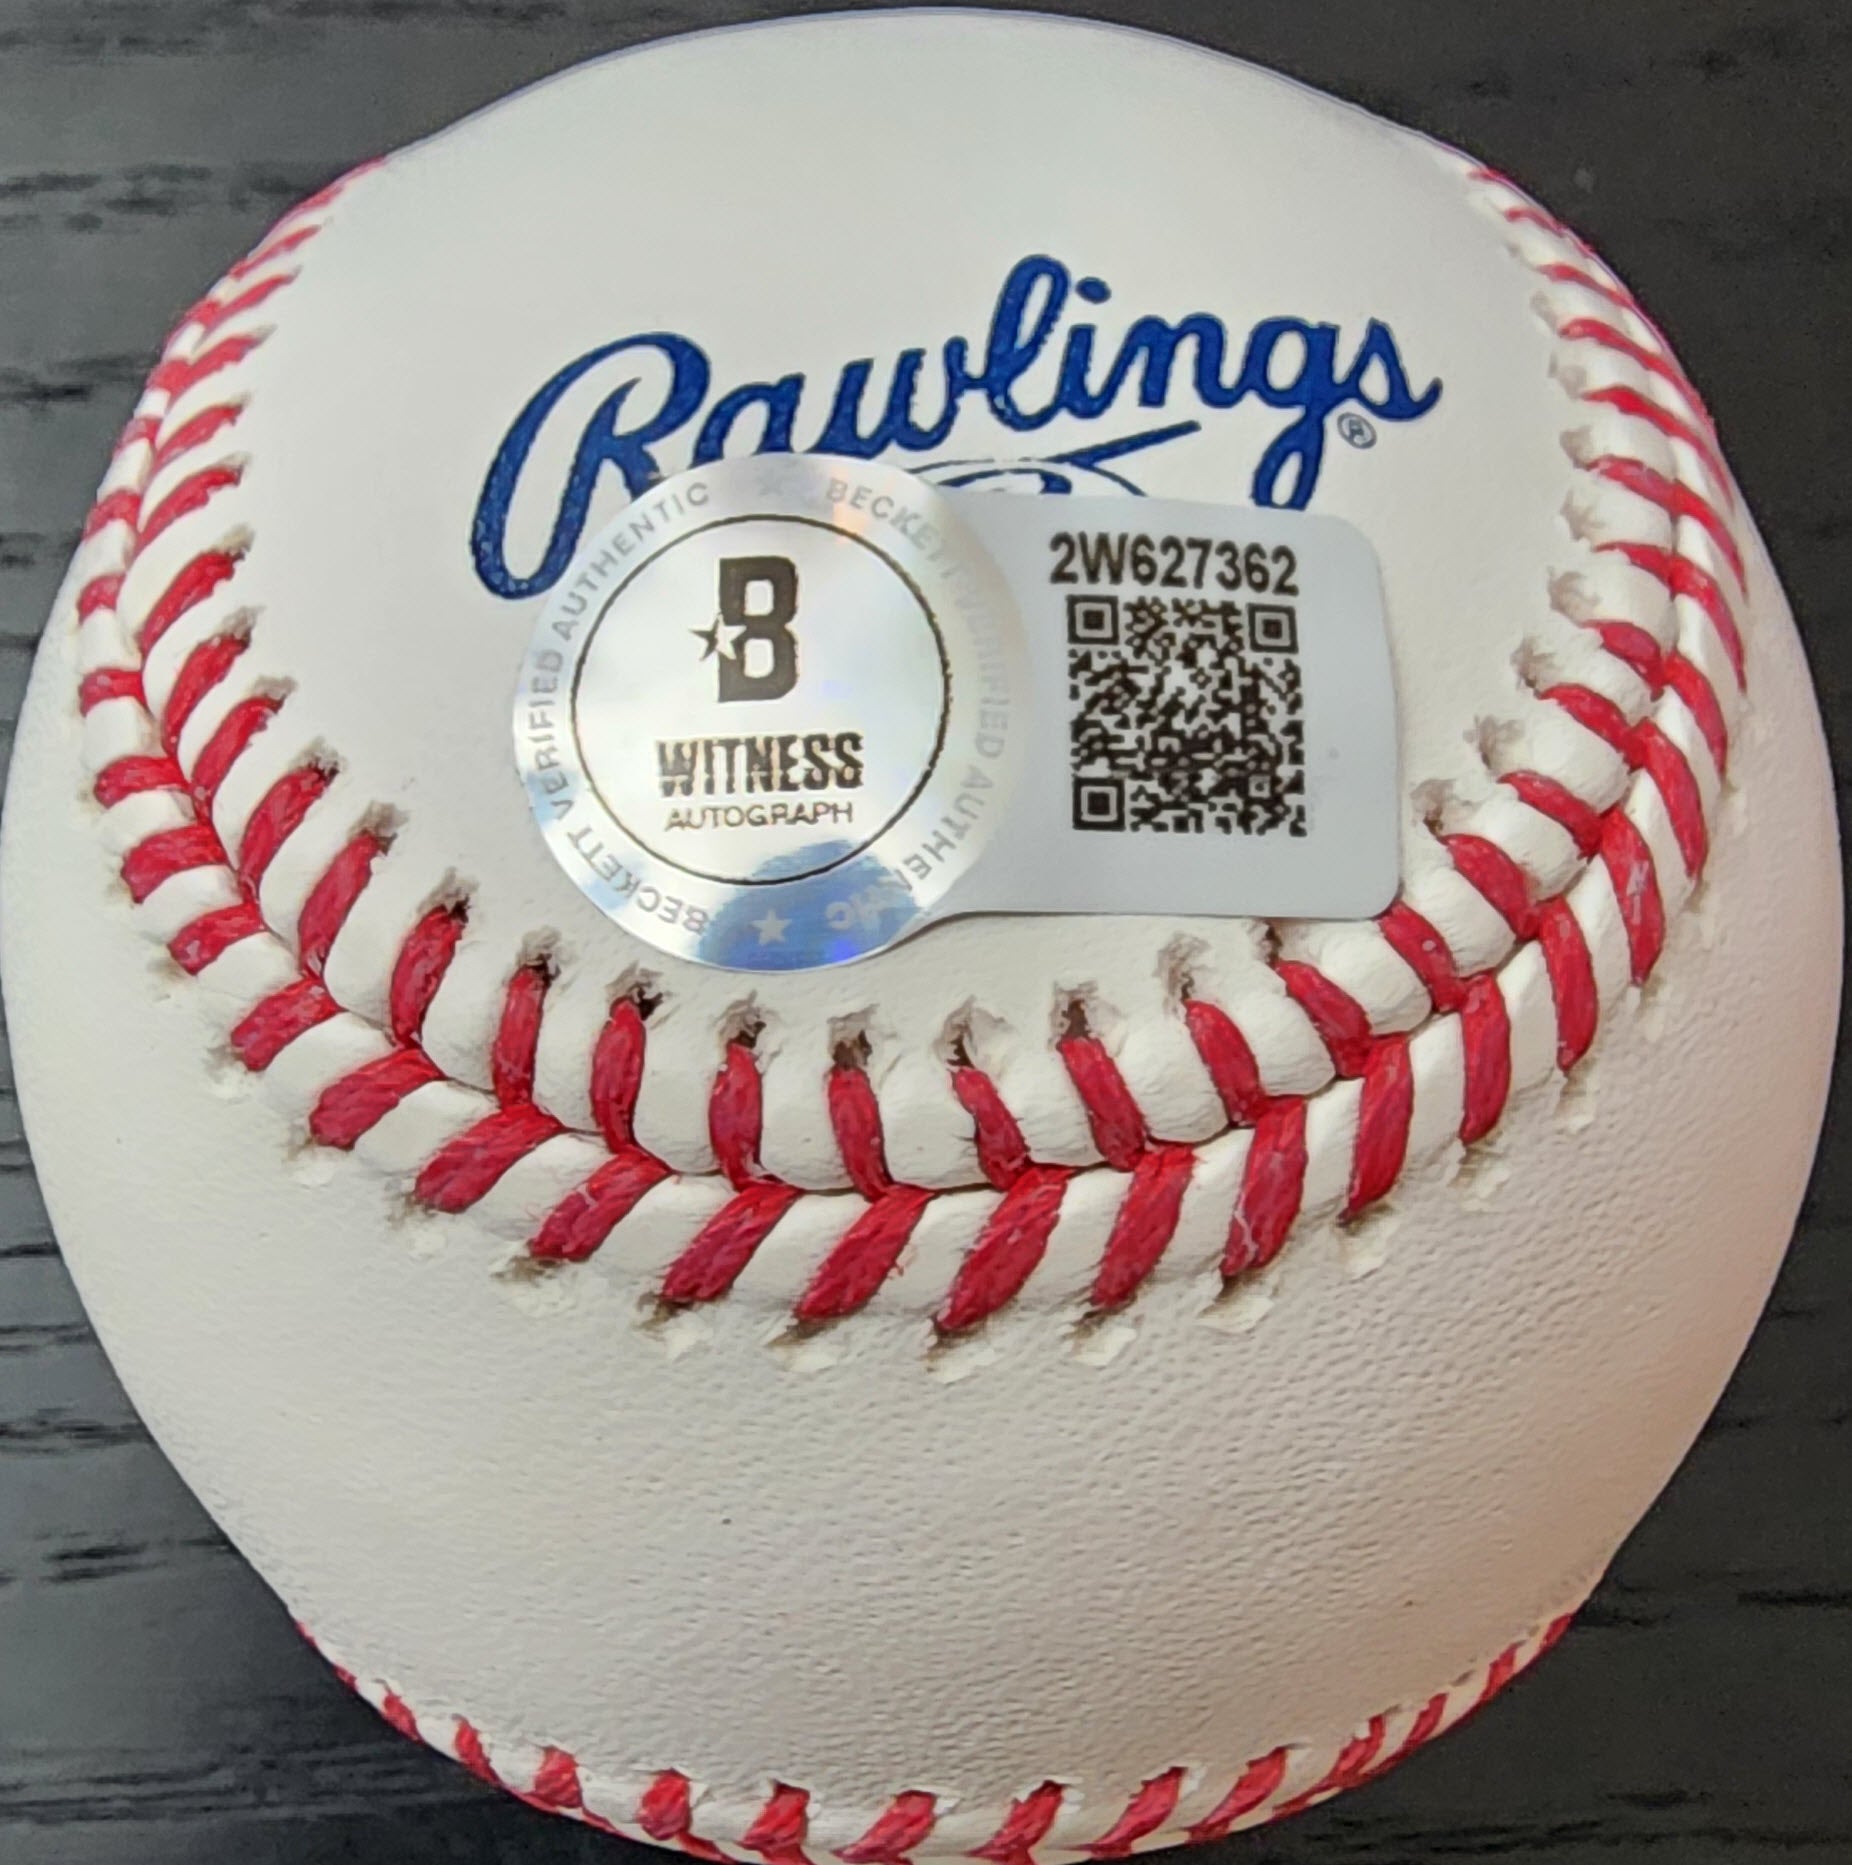 Rawlings
®
BECKETT VERIFIED AUTHENTIC ★ BECKETT VERIFIED AUTHENTIC ★
B
WITNESS
AUTOGRAPH
2W627362